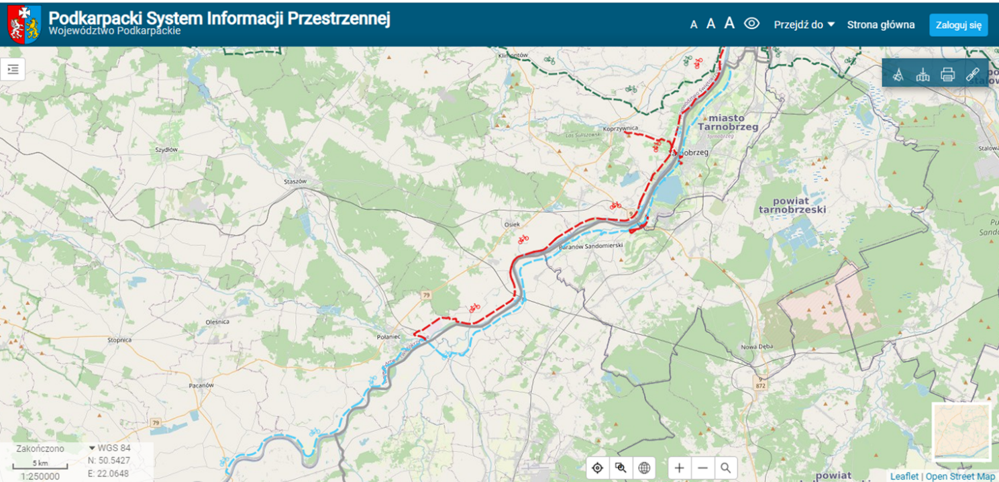 Podkarpacki System Informacji Przestrzennej
Województwo Podkarpackie
A A A
Przejdź do
Strona główna
Zaloguj się
Klimontów
miasto
Tarnobrzeg
Tarnobrzeg
Koprzywnica
Szydłów
Staszów
Stalowa
powiat
tarnobrzeski
9
Osiek
Baranów Sandomierski
79
Oleśnica
Połaniec
Stopnica
Nowa Dęba
Pacanów
9
872
79
Zakończono
5 km
1:250000
WGS 84
N: 50.5427
E: 22.0648
powiat
Leaflet | Open Street Map